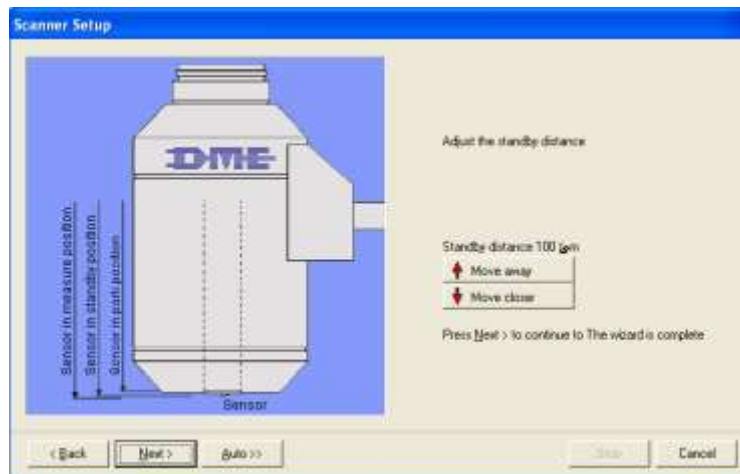 Scanner Setup
DME
Sensor in measure position
Sensor in standby position
Sensor in park position
Sensor
Adjust the standby distance
Standby distance 100 µm
Move away
Move closer
Press Next > to continue to The wizard is complete
< Back
Next >
Auto >>
Stop
Cancel